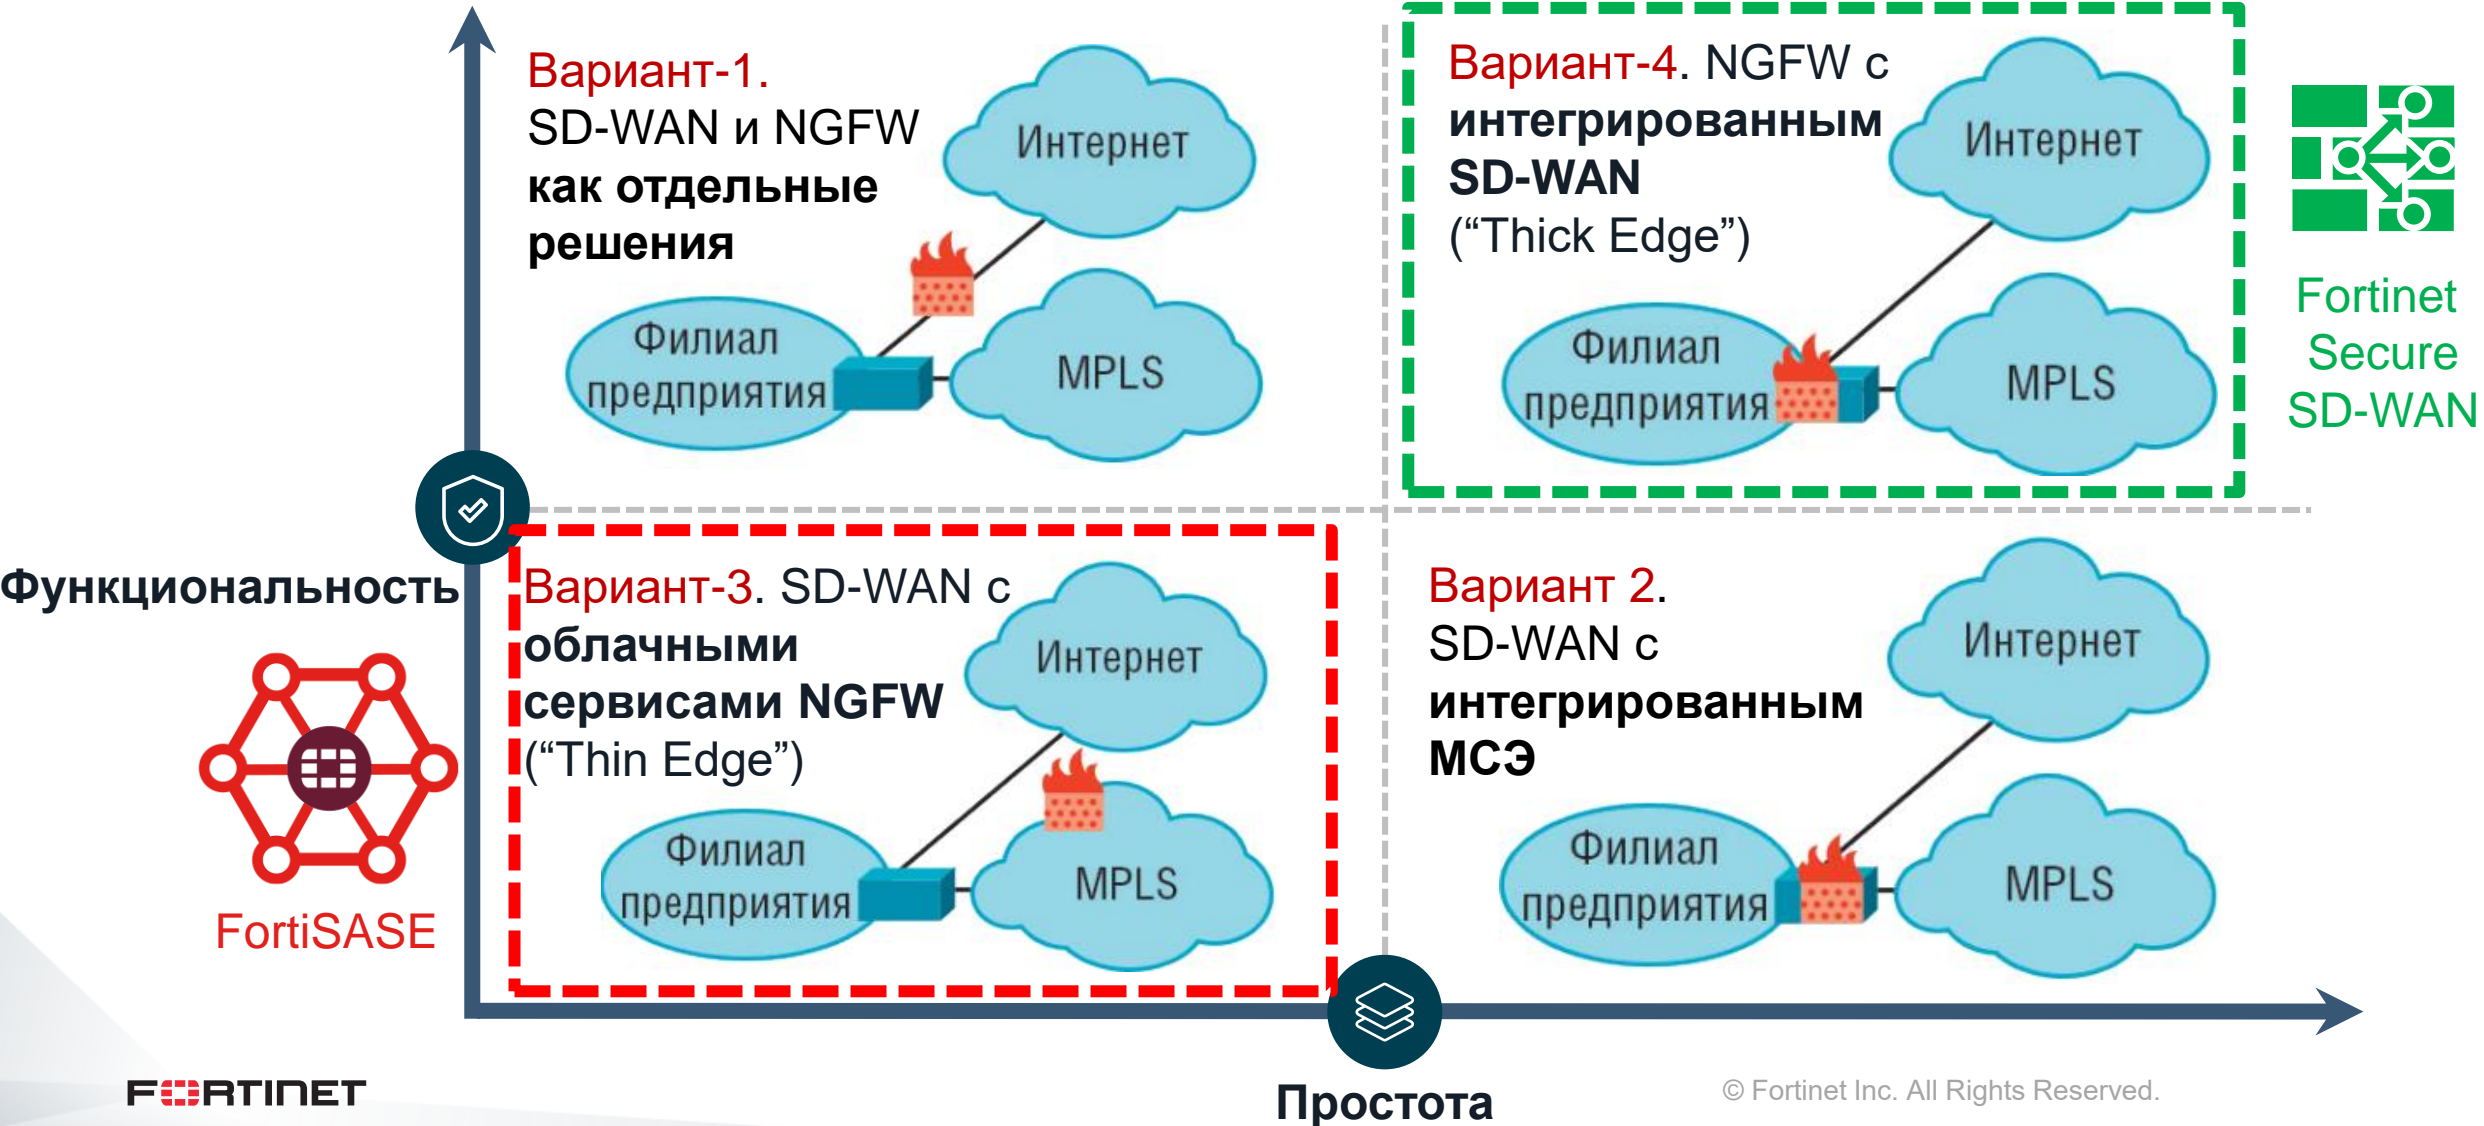 Вариант-1.
SD-WAN и NGFW
как отдельные
решения
Интернет
Филиал
предприятия
MPLS
Вариант-4. NGFW с
интегрированным
SD-WAN
(“Thick Edge”)
Интернет
Филиал
предприятия
MPLS
Fortinet
Secure
SD-WAN
Функциональность
FortiSASE
Вариант-3. SD-WAN с
облачными
сервисами NGFW
(“Thin Edge”)
Интернет
Филиал
предприятия
MPLS
Вариант 2.
SD-WAN с
интегрированным
МСЭ
Интернет
Филиал
предприятия
MPLS
Простота
FORTINET
© Fortinet Inc. All Rights Reserved.